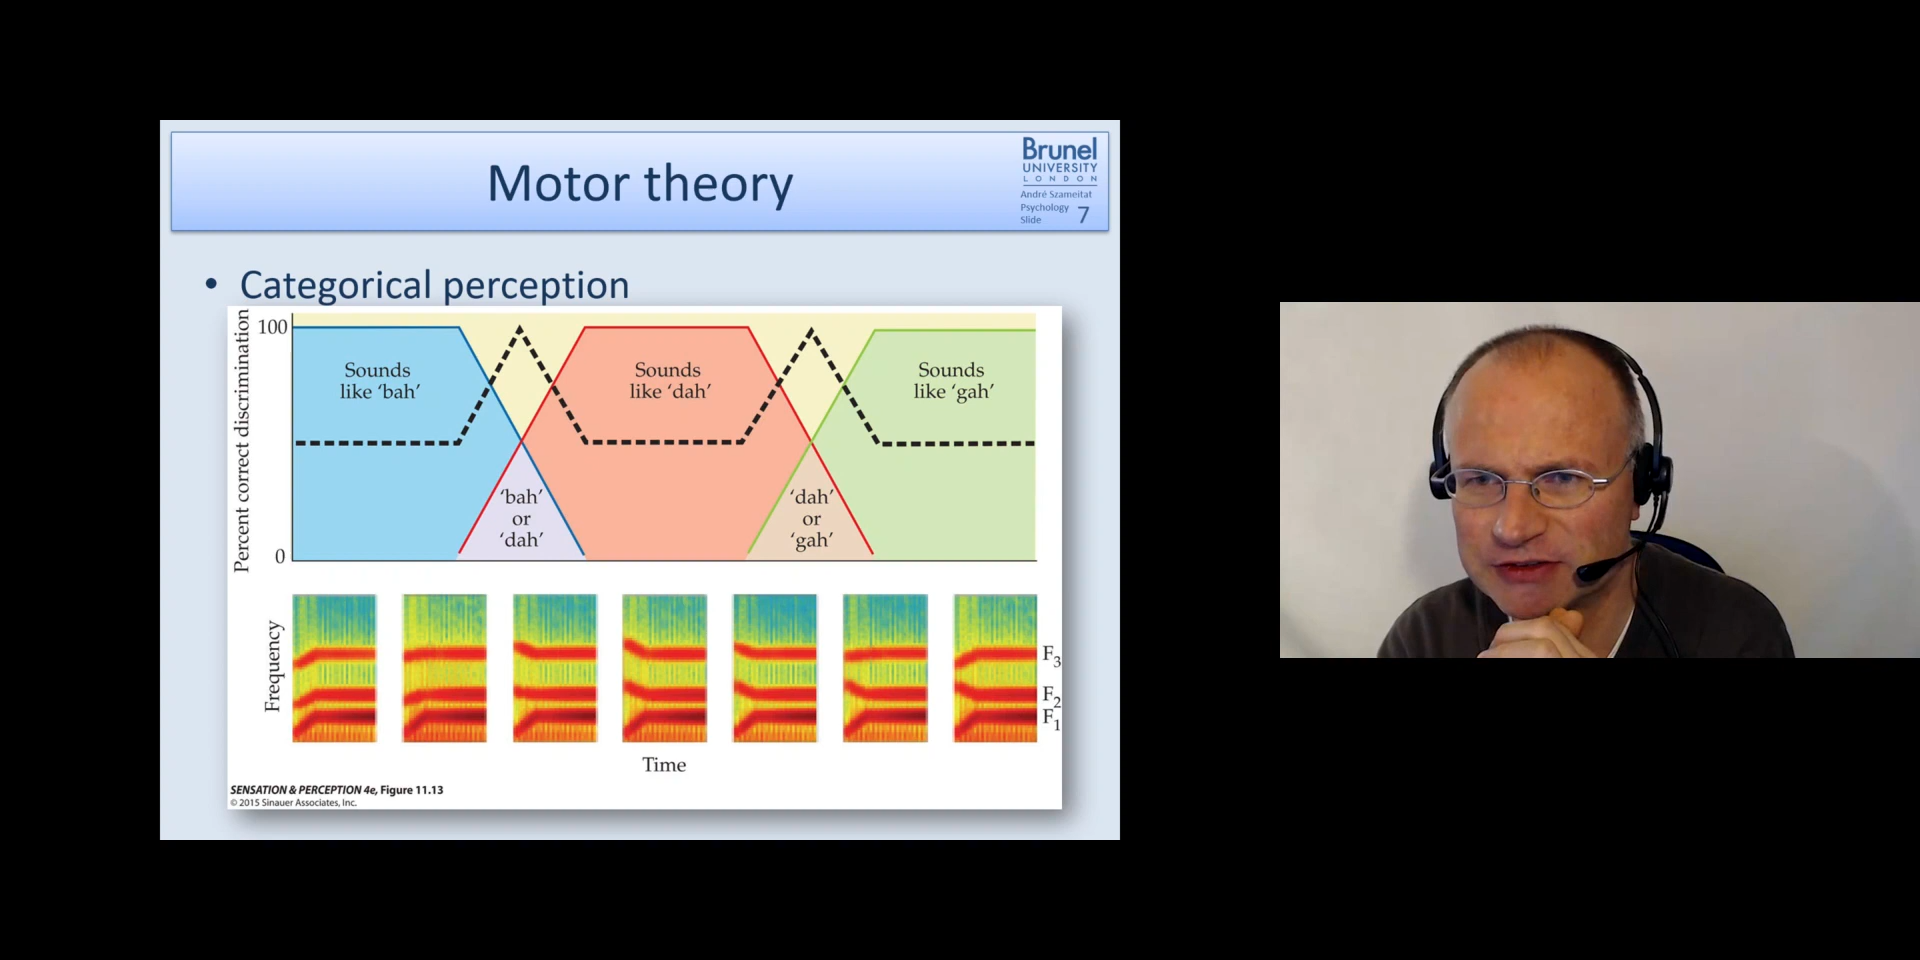 Motor theory
Brunel
UNIVERSITY
LONDON
André Szameitat
Psychology
Slide 7
• Categorical perception
Percent correct discrimination
100
0
Sounds
like ‘bah’
Sounds
like ‘dah’
Sounds
like ‘gah’
‘bah’
or
‘dah’
‘dah’
or
‘gah’
Frequency
F3
F2
F1
Time
SENSATION & PERCEPTION 4e, Figure 11.13
© 2015 Sinauer Associates, Inc.